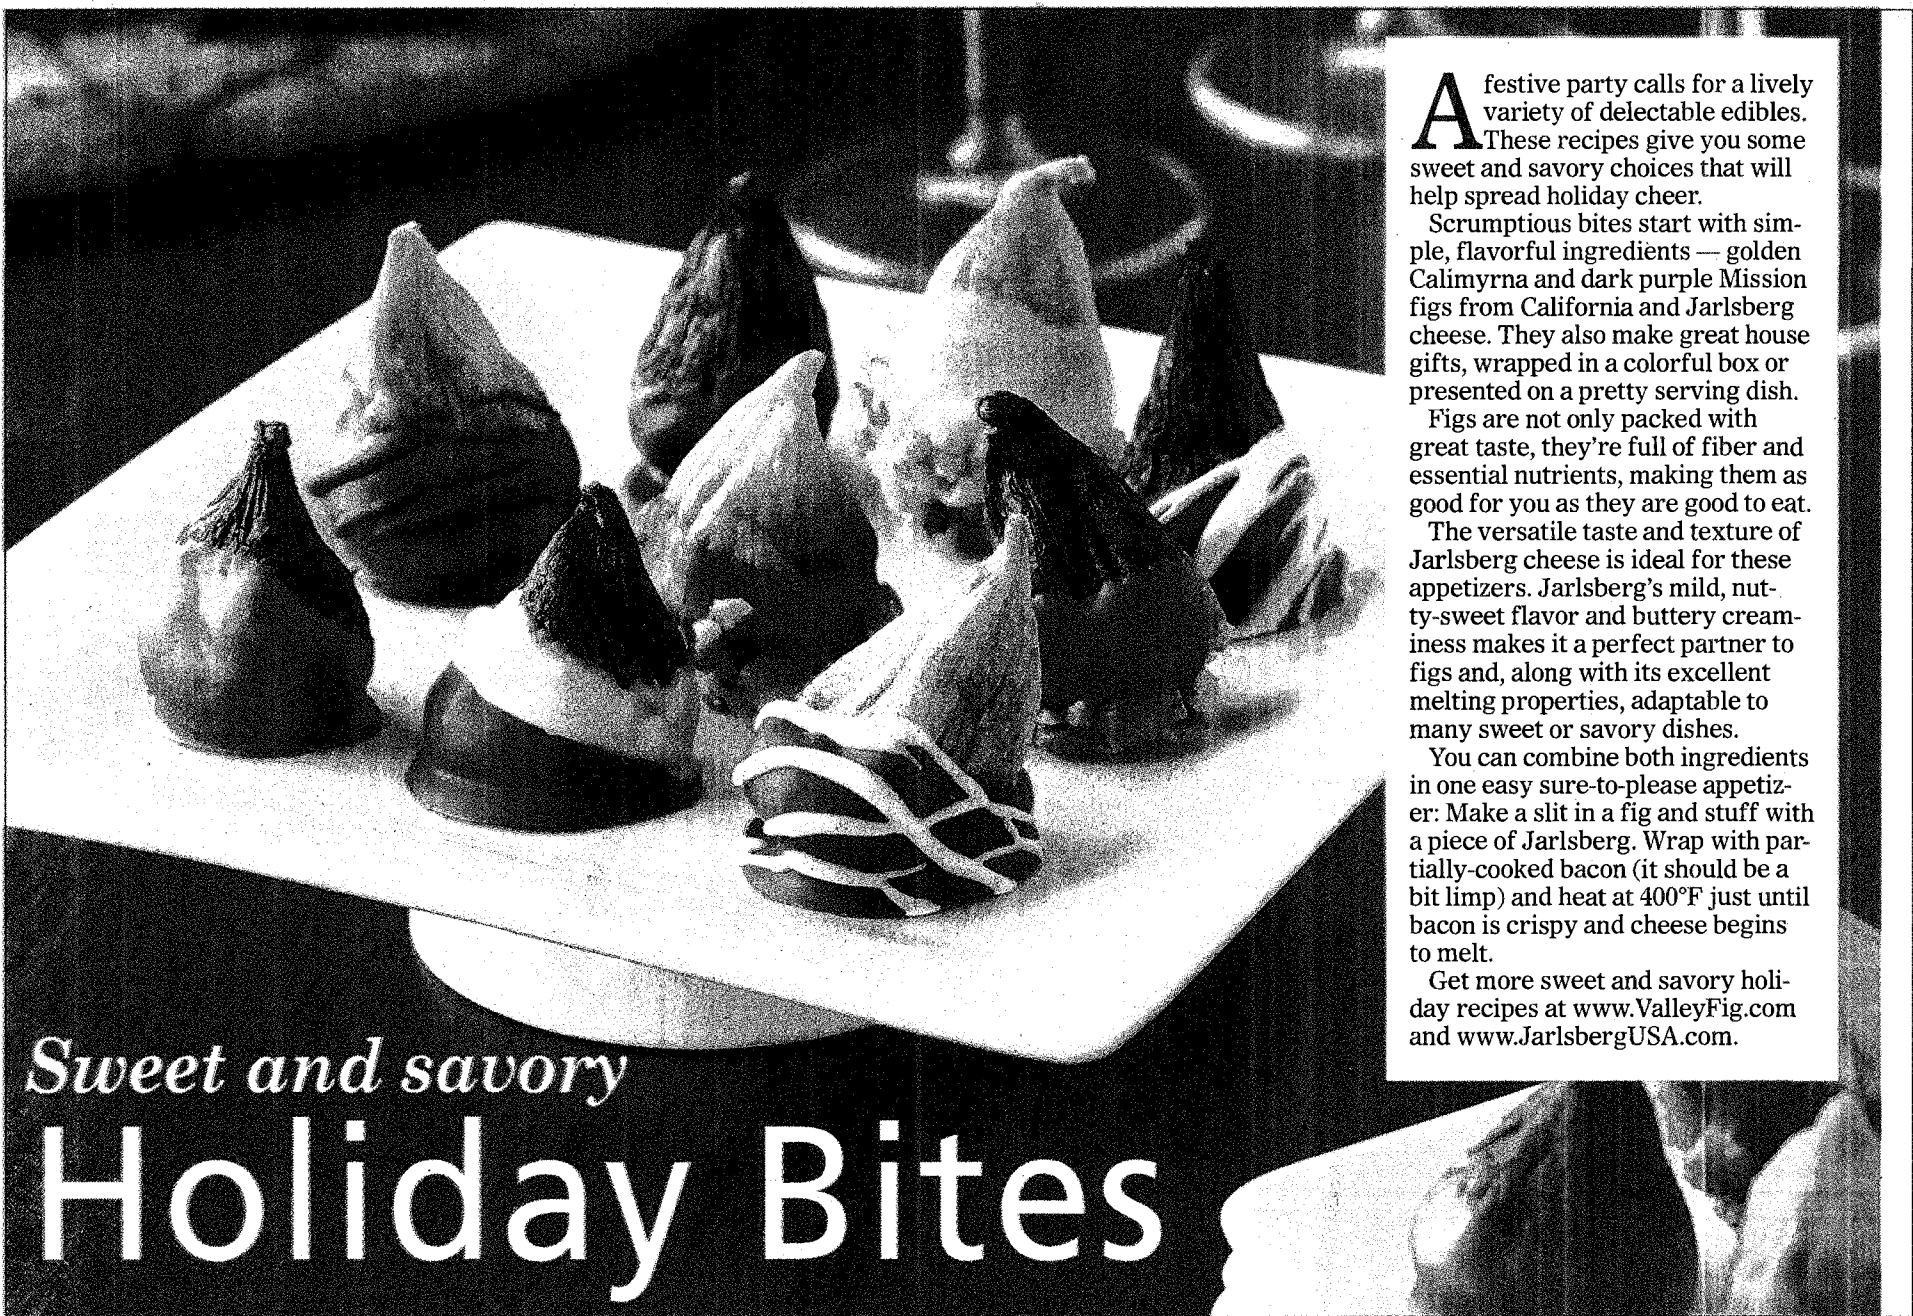 A festive party calls for a lively
variety of delectable edibles.
These recipes give you some
sweet and savory choices that will
help spread holiday cheer.
Scrumptious bites start with sim-
ple, flavorful ingredients — golden
Calimyrna and dark purple Mission
figs from California and Jarlsberg
cheese. They also make great house
gifts, wrapped in a colorful box or
presented on a pretty serving dish.
Figs are not only packed with
great taste, they're full of fiber and
essential nutrients, making them as
good for you as they are good to eat.
The versatile taste and texture of
Jarlsberg cheese is ideal for these
appetizers. Jarlsberg's mild, nut-
ty-sweet flavor and buttery cream-
iness makes it a perfect partner to
figs and, along with its excellent
melting properties, adaptable to
many sweet or savory dishes.
You can combine both ingredients
in one easy sure-to-please appetiz-
er: Make a slit in a fig and stuff with
a piece of Jarlsberg. Wrap with par-
tially-cooked bacon (it should be a
bit limp) and heat at 400°F just until
bacon is crispy and cheese begins
to melt.
Get more sweet and savory holi-
day recipes at www.ValleyFig.com
and www.JarlsbergUSA.com.
Sweet and savory
Holiday Bites